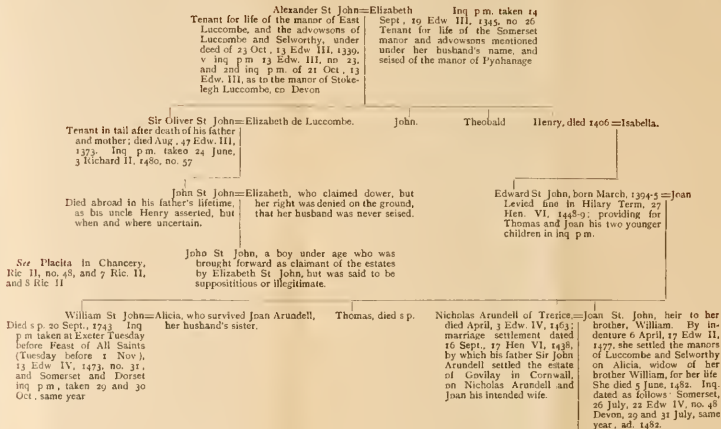 Alexander St John=Elizabeth
Tenant for life of the manor of East
Luccombe, and the advowsons of
Luccombe and Selworthy, under
deed of 23 Oct , 13 Edw III, 1339,
v inq p m 13 Edw. III, no 23,
and 2nd inq p m. of 21 Oct , 13
Edw. III, as to the manor of Stoke-
legh Luccombe, co Devon
Inq p m. taken 14
Sept , 19 Edw III, 1345, no 26
Tenant for life of the Somerset
manor and advowsons mentioned
under her husband's name, and
seised of the manor of Pyohanage
Sir Oliver St John=Elizabeth de Luccombe.
Tenant in tail after death of his father
and mother; died Aug , 47 Edw. III,
1373. Inq p m. takeo 24 June,
3 Richard II, 1480, no. 57
John.
Theobald
Henry, died 1406=Isabella.
John St John=Elizabeth, who claimed dower, but
her right was denied on the ground,
that her husband was never seised.
Died abroad in his father's lifetime,
as bis uncle Henry asserted, but
when and where uncertain.
Edward St John, born March, 1394-5=Joan
Levied fine in Hilary Term, 27
Hen. VI, 1448-9; providing for
Thomas and Joan his two younger
children in inq p m.
Joho St John, a boy under age who was
brought forward as claimant of the estates
by Elizabeth St John, but was said to be
supposititious or illegitimate.
See Placita in Chancery,
Ric II, no. 48, and 7 Ric. II,
and 8 Ric II
William St John=Alicia, who survived Joan Arundell,
her husband's sister.
Died s p. 20 Sept., 1743 Inq
p m taken at Exeter Tuesday
before Feast of All Saints
(Tuesday before 1 Nov),
13 Edw IV, 1473, no. 31,
and Somerset and Dorset
inq p m , taken 29 and 30
Oct , same year
Thomas, died s p.
Nicholas Arundell of Trerice,
died April, 3 Edw. IV, 1463;
marriage settlement dated
16 Sept., 17 Hen VI, 1438,
by which his father Sir John
Arundell settled the estate
of Govilay in Cornwall,
on Nicholas Arundell and
Joan his intended wife.
=Joan St. John, heir to her
brother, William. By in-
denture 6 April, 17 Edw II,
1477, she settled the manors
of Luccombe and Selworthy
on Alicia, widow of her
brother William, for her life
She died 5 June, 1482. Inq.
dated as follows· Somerset,
26 July, 22 Edw IV, no. 48
Devon, 29 and 31 July, same
year, ad. 1482.